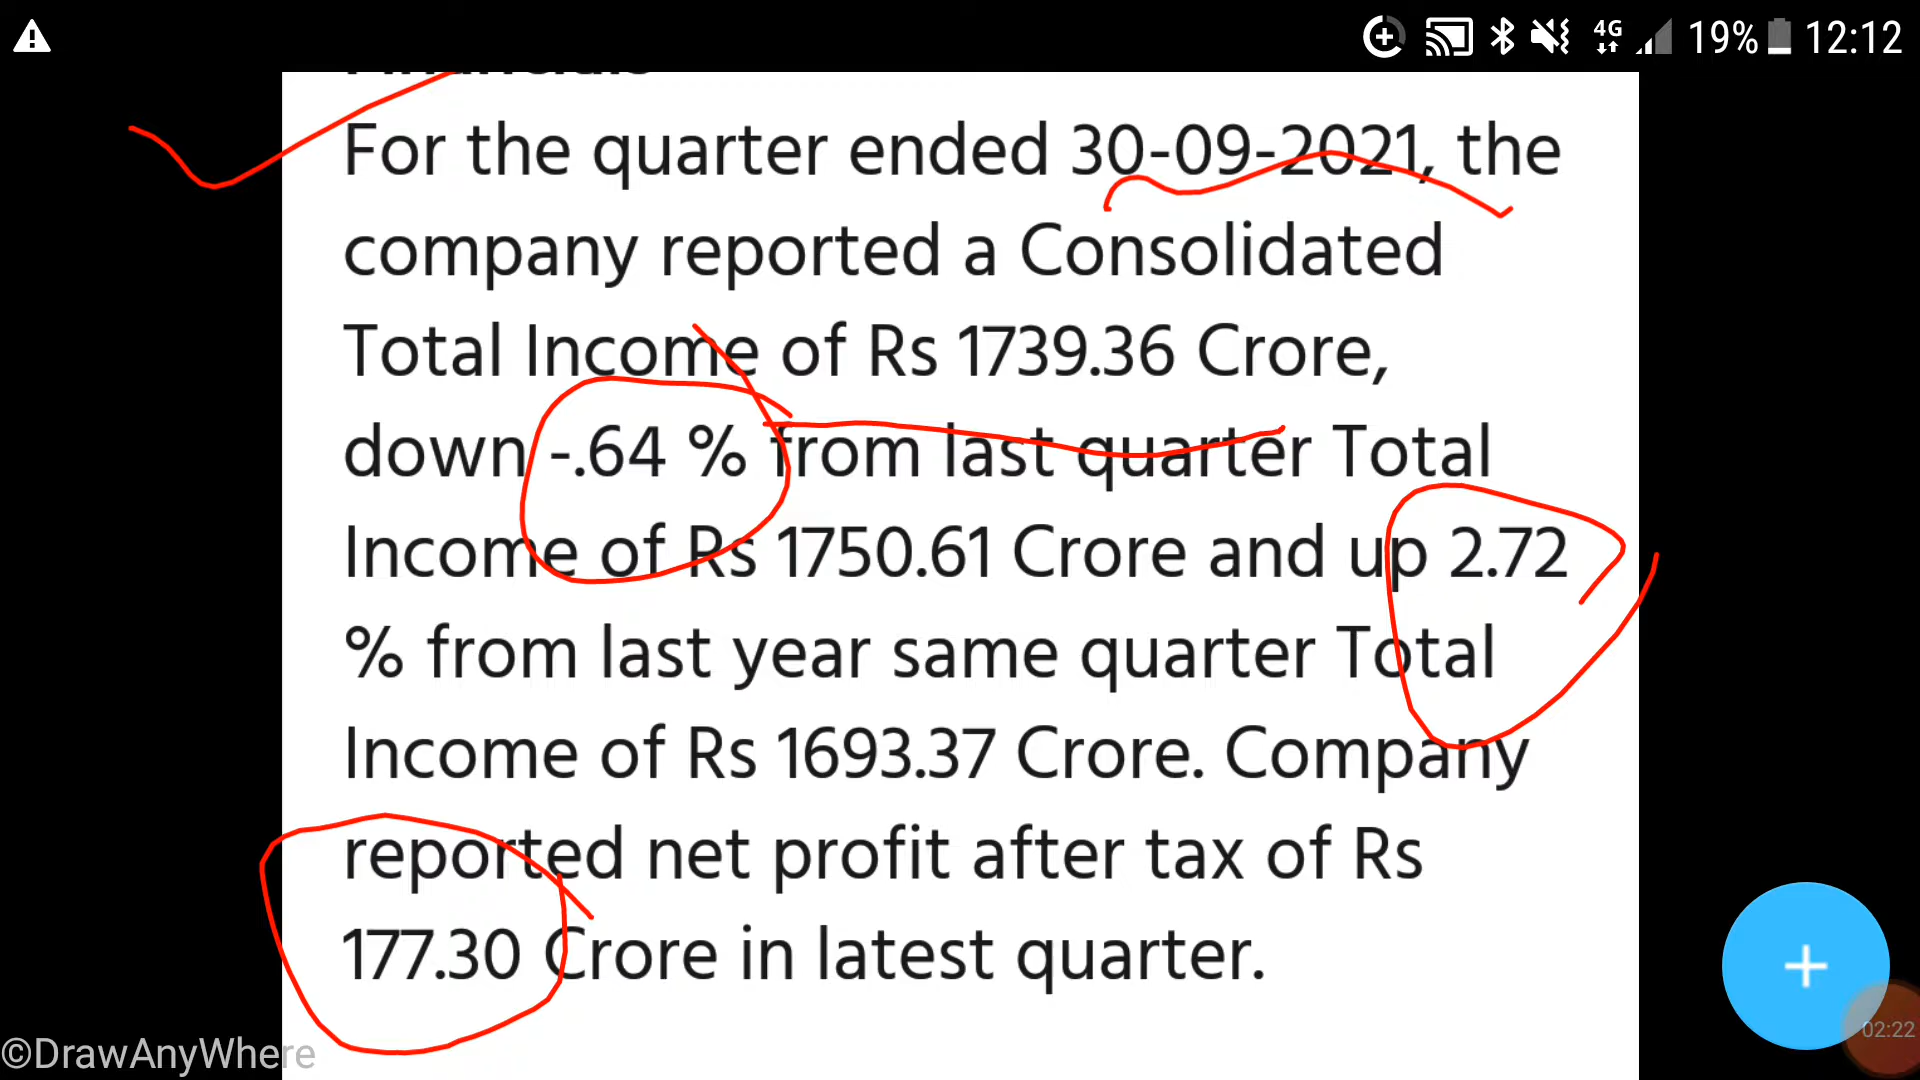 4G 19% 12:12
For the quarter ended 30-09-2021, the
company reported a Consolidated
Total Income of Rs 1739.36 Crore,
down -.64 % from last quarter Total
Income of Rs 1750.61 Crore and up 2.72
% from last year same quarter Total
Income of Rs 1693.37 Crore. Company
reported net profit after tax of Rs
177.30 Crore in latest quarter.
02:22
©DrawAnyWhere